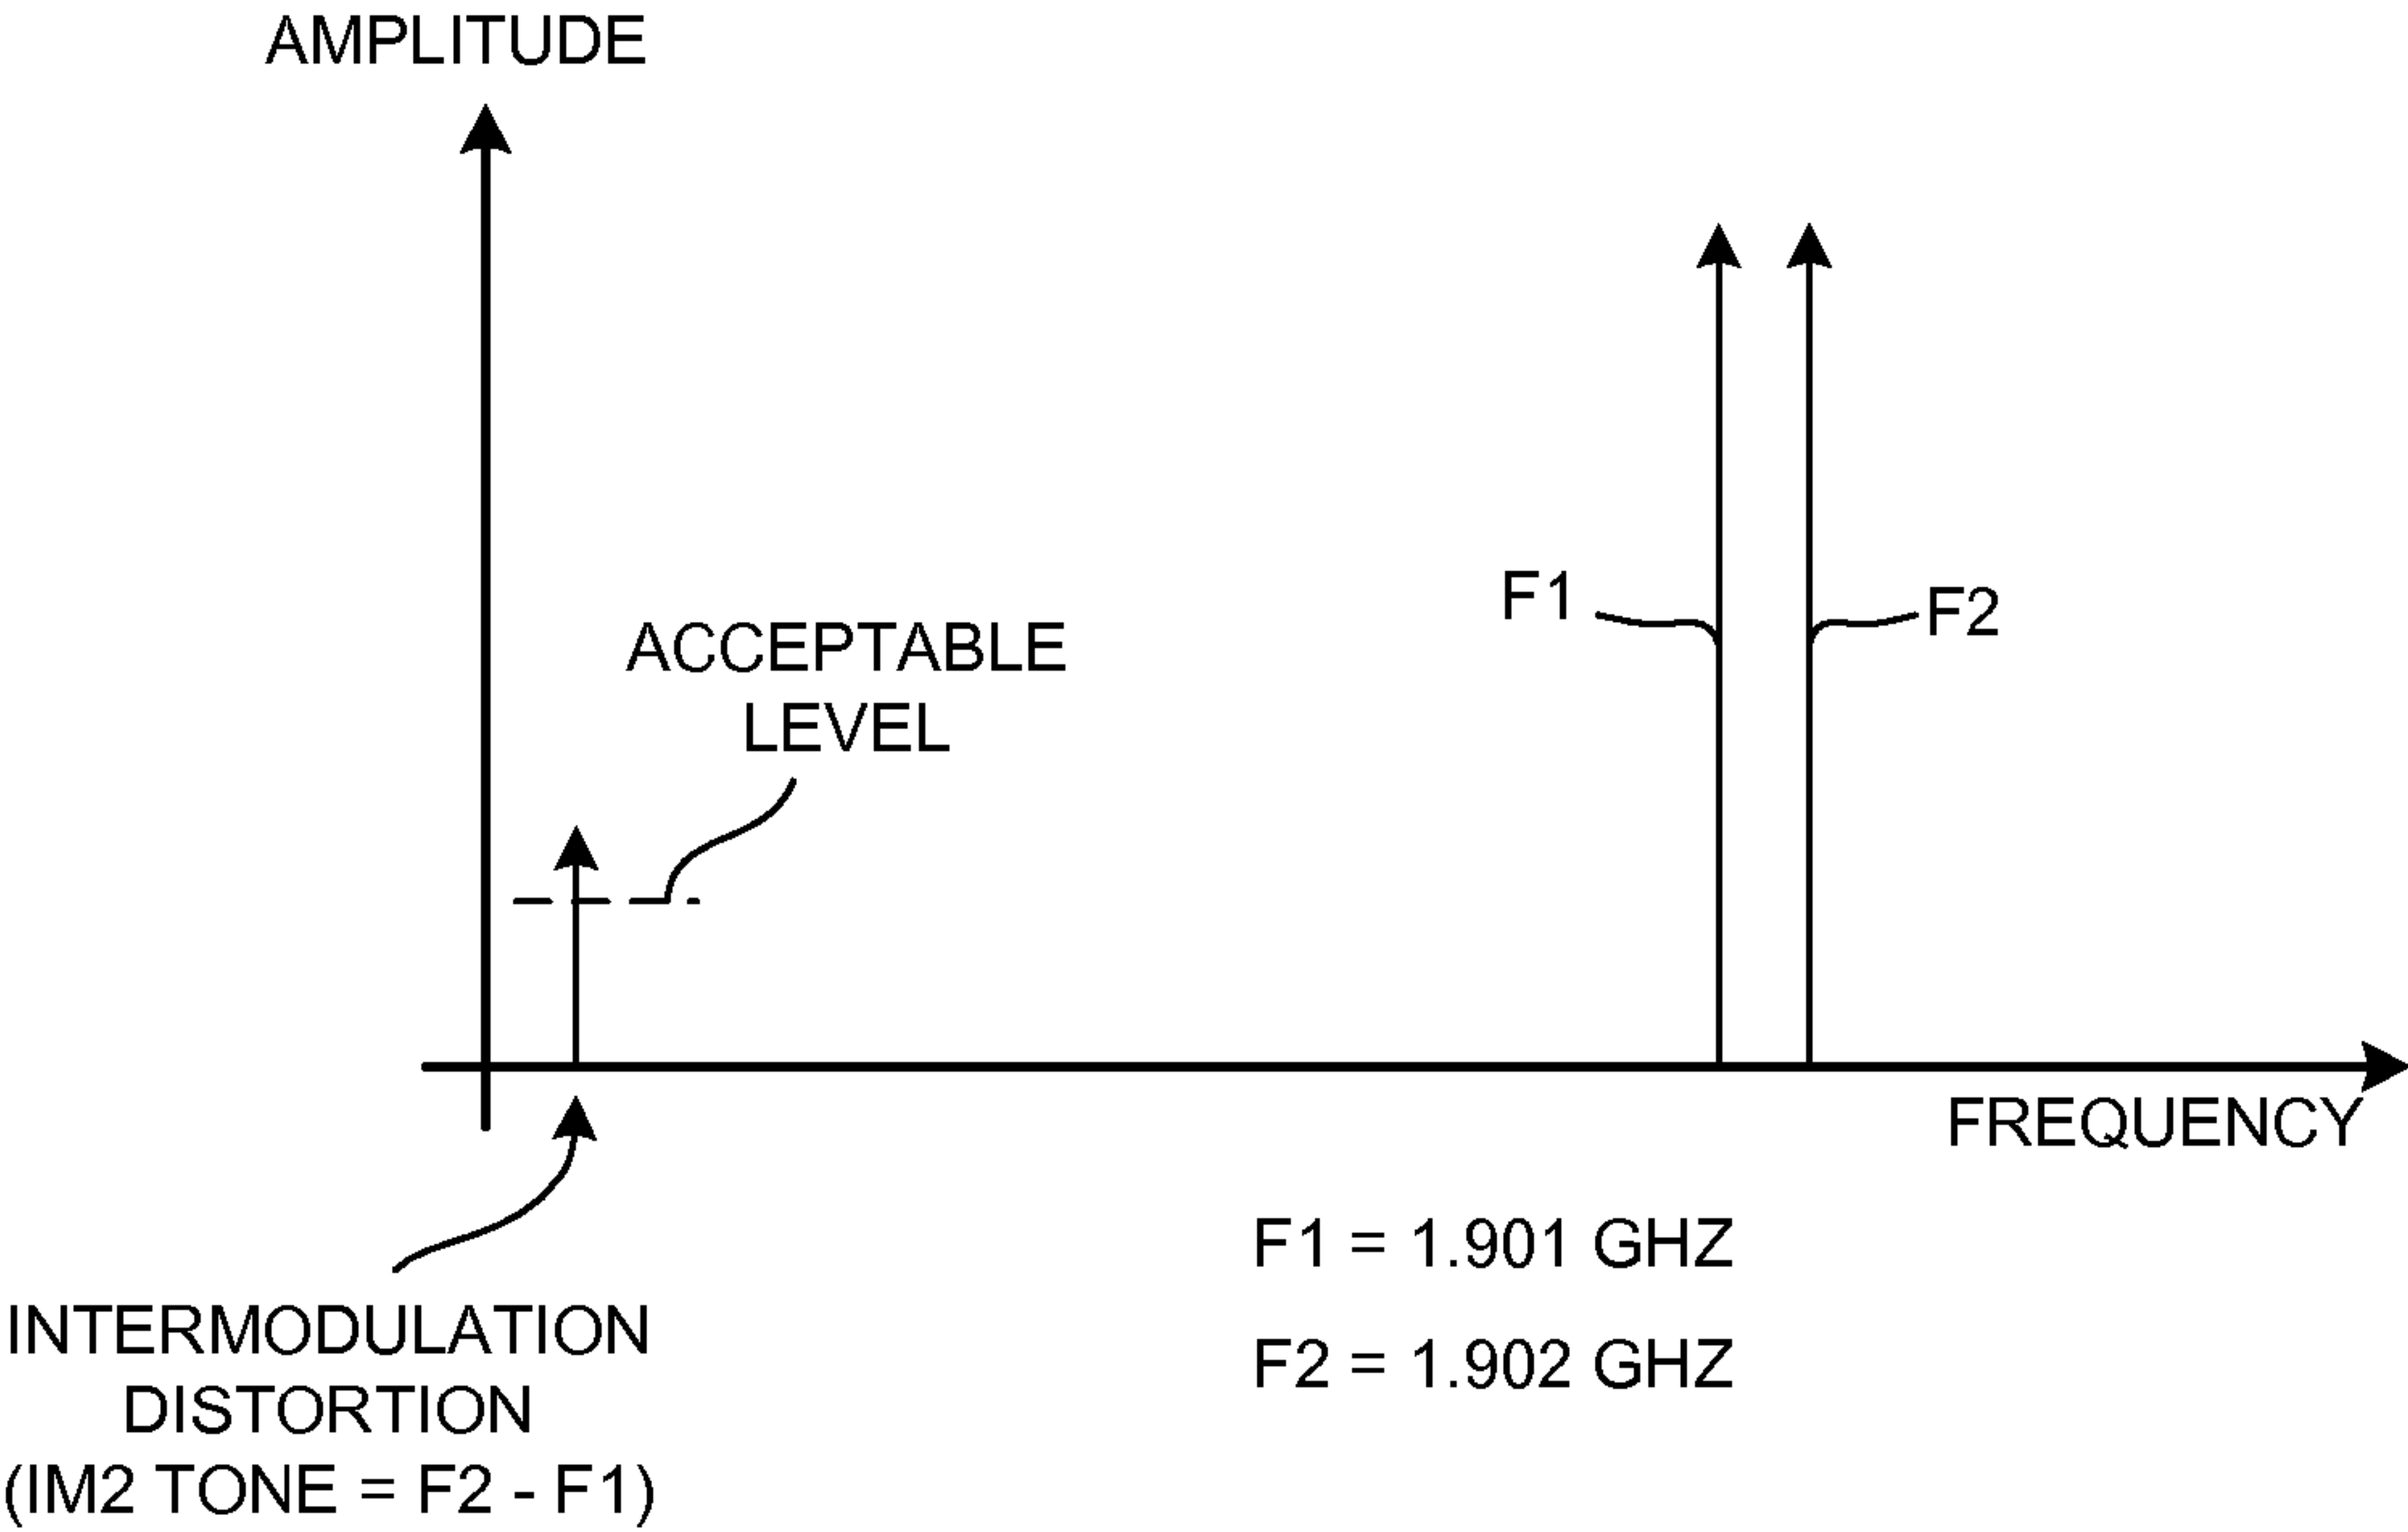 AMPLITUDE
F1
F2
ACCEPTABLE
LEVEL
FREQUENCY
F1 = 1.901 GHZ
F2 = 1.902 GHZ
INTERMODULATION
DISTORTION
(IM2 TONE = F2 - F1)